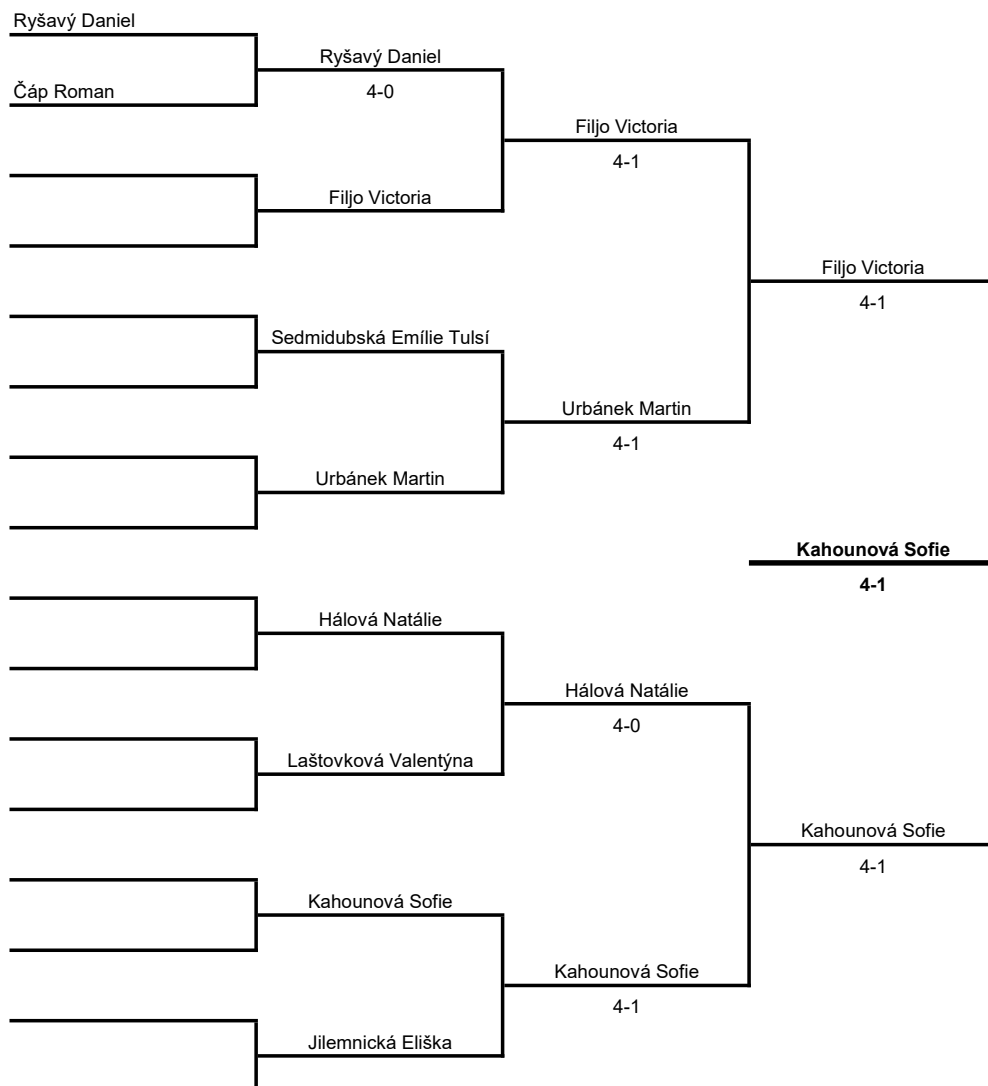 Ryšavý Daniel
Ryšavý Daniel
4-0
Čáp Roman
Filjo Victoria
4-1
Filjo Victoria
Filjo Victoria
4-1
Sedmidubská Emílie Tulsí
Urbánek Martin
4-1
Urbánek Martin
Kahounová Sofie
4-1
Hálová Natálie
Hálová Natálie
4-0
Laštovková Valentýna
Kahounová Sofie
4-1
Kahounová Sofie
Kahounová Sofie
4-1
Jilemnická Eliška